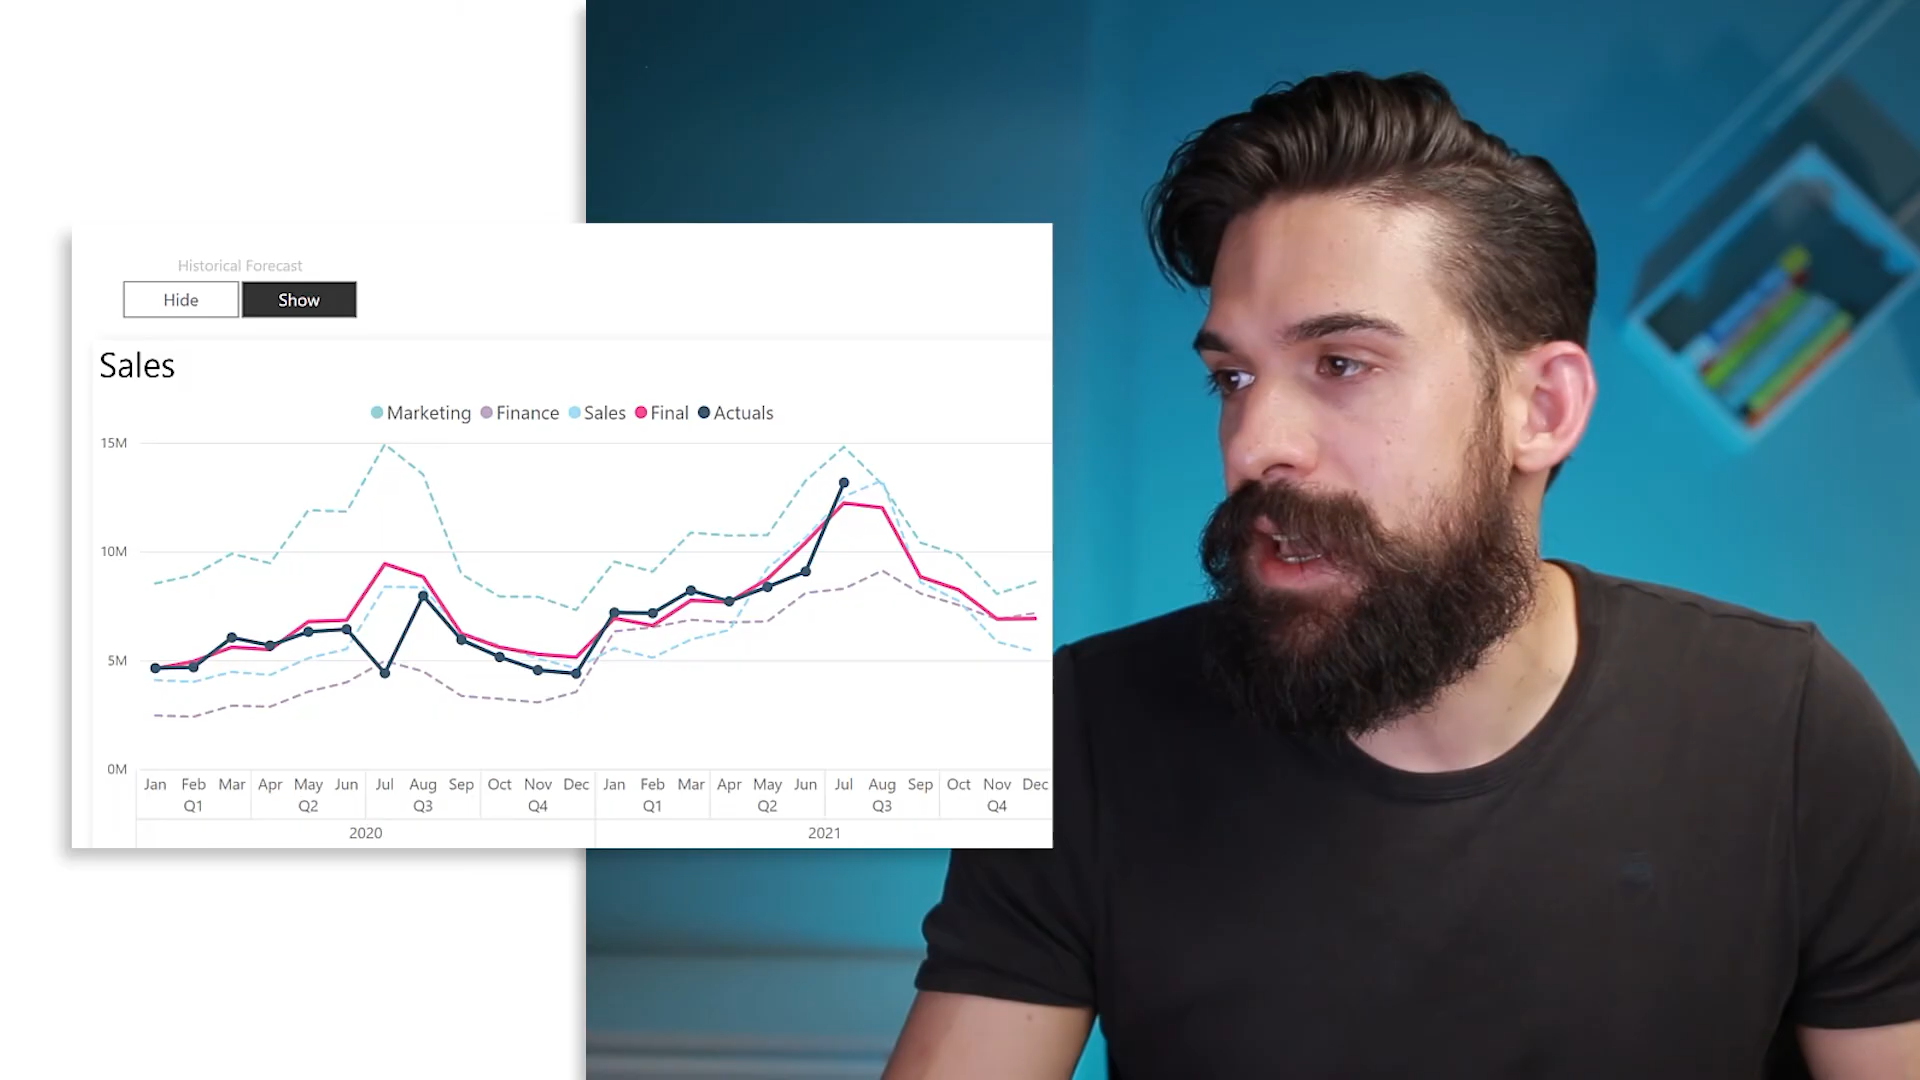 Historical Forecast
Hide Show
Sales
Marketing Finance Sales Final Actuals
15M
10M
5M
0M
Jan Feb Mar Apr May Jun Jul Aug Sep Oct Nov Dec Jan Feb Mar Apr May Jun Jul Aug Sep Oct Nov Dec
Q1 Q2 Q3 Q4 Q1 Q2 Q3 Q4
2020 2021